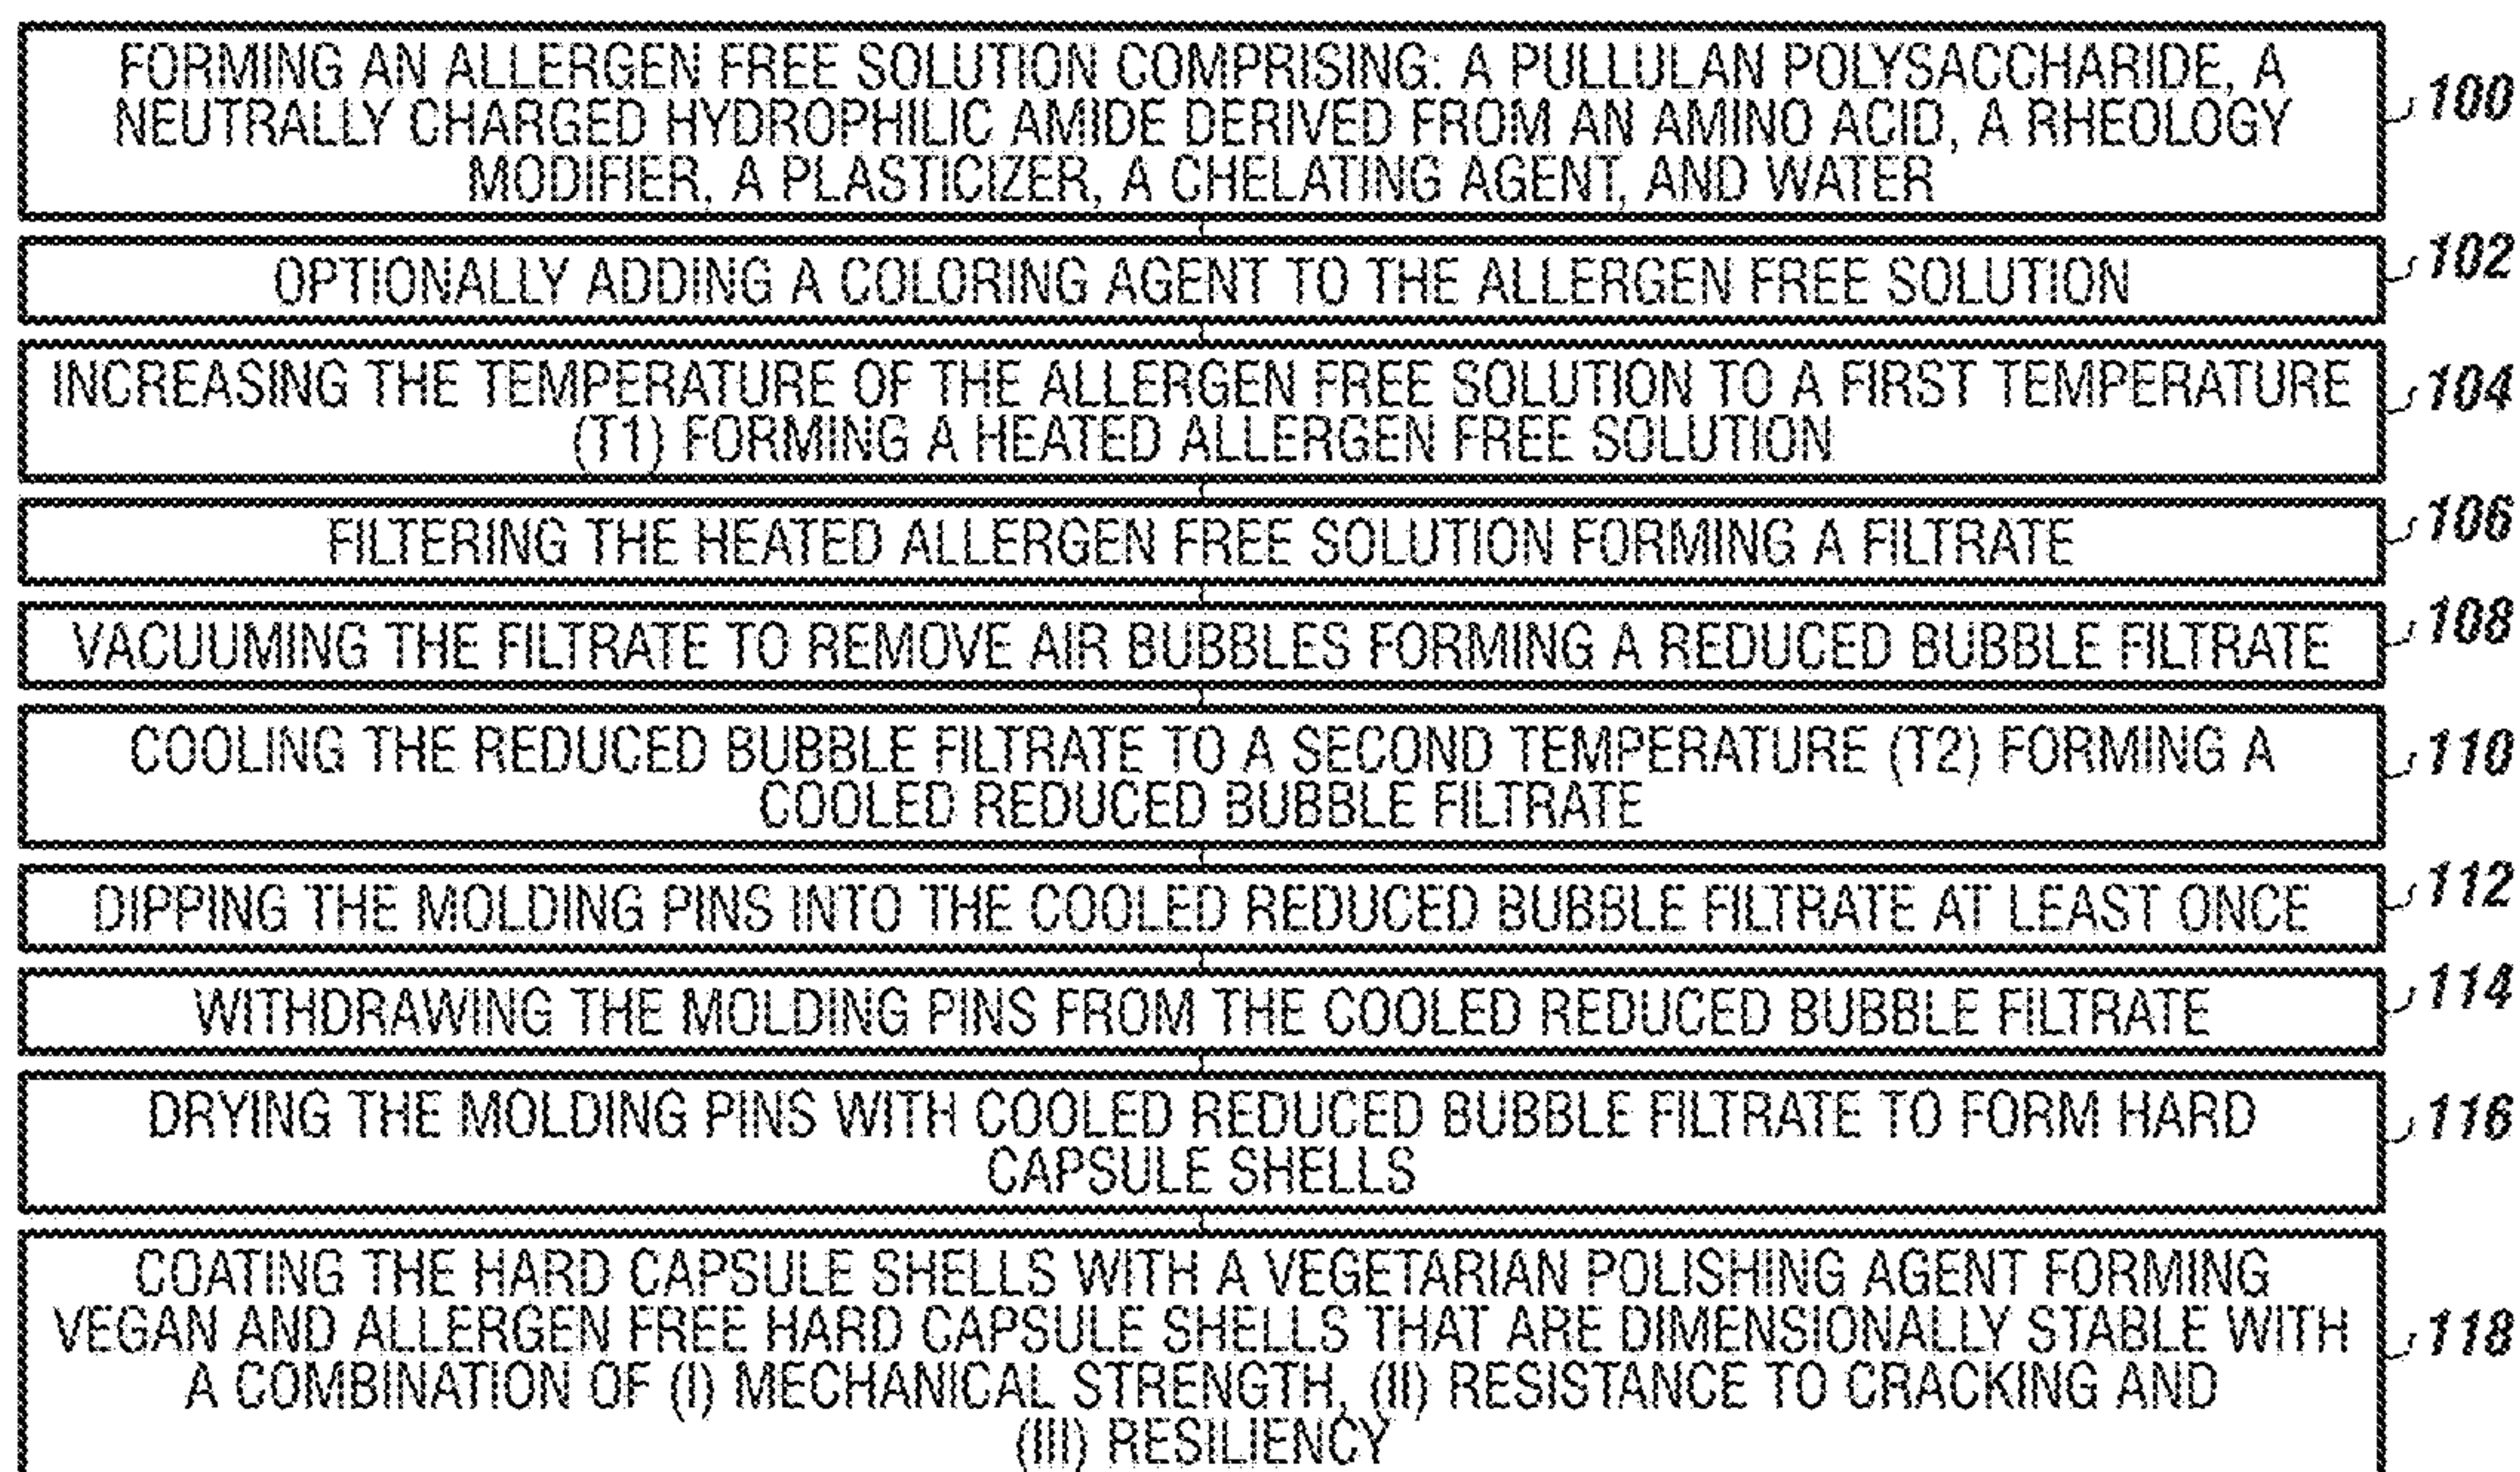 FORMING AN ALLERGEN FREE SOLUTION COMPRISING: A PULLULAN POLYSACCHARIDE, A
NEUTRALLY CHARGED HYDROPHILIC AMIDE DERIVED FROM AN AMINO ACID, A RHEOLOGY
MODIFIER, A PLASTICIZER, A CHELATING AGENT, AND WATER
100
OPTIONALLY ADDING A COLORING AGENT TO THE ALLERGEN FREE SOLUTION
102
INCREASING THE TEMPERATURE OF THE ALLERGEN FREE SOLUTION TO A FIRST TEMPERATURE
(T1) FORMING A HEATED ALLERGEN FREE SOLUTION
104
FILTERING THE HEATED ALLERGEN FREE SOLUTION FORMING A FILTRATE
106
VACUUMING THE FILTRATE TO REMOVE AIR BUBBLES FORMING A REDUCED BUBBLE FILTRATE
108
COOLING THE REDUCED BUBBLE FILTRATE TO A SECOND TEMPERATURE (T2) FORMING A
COOLED REDUCED BUBBLE FILTRATE
110
DIPPING THE MOLDING PINS INTO THE COOLED REDUCED BUBBLE FILTRATE AT LEAST ONCE
112
WITHDRAWING THE MOLDING PINS FROM THE COOLED REDUCED BUBBLE FILTRATE
114
DRYING THE MOLDING PINS WITH COOLED REDUCED BUBBLE FILTRATE TO FORM HARD
CAPSULE SHELLS
116
COATING THE HARD CAPSULE SHELLS WITH A VEGETARIAN POLISHING AGENT FORMING
VEGAN AND ALLERGEN FREE HARD CAPSULE SHELLS THAT ARE DIMENSIONALLY STABLE WITH
A COMBINATION OF (I) MECHANICAL STRENGTH, (II) RESISTANCE TO CRACKING AND
(III) RESILIENCY
118